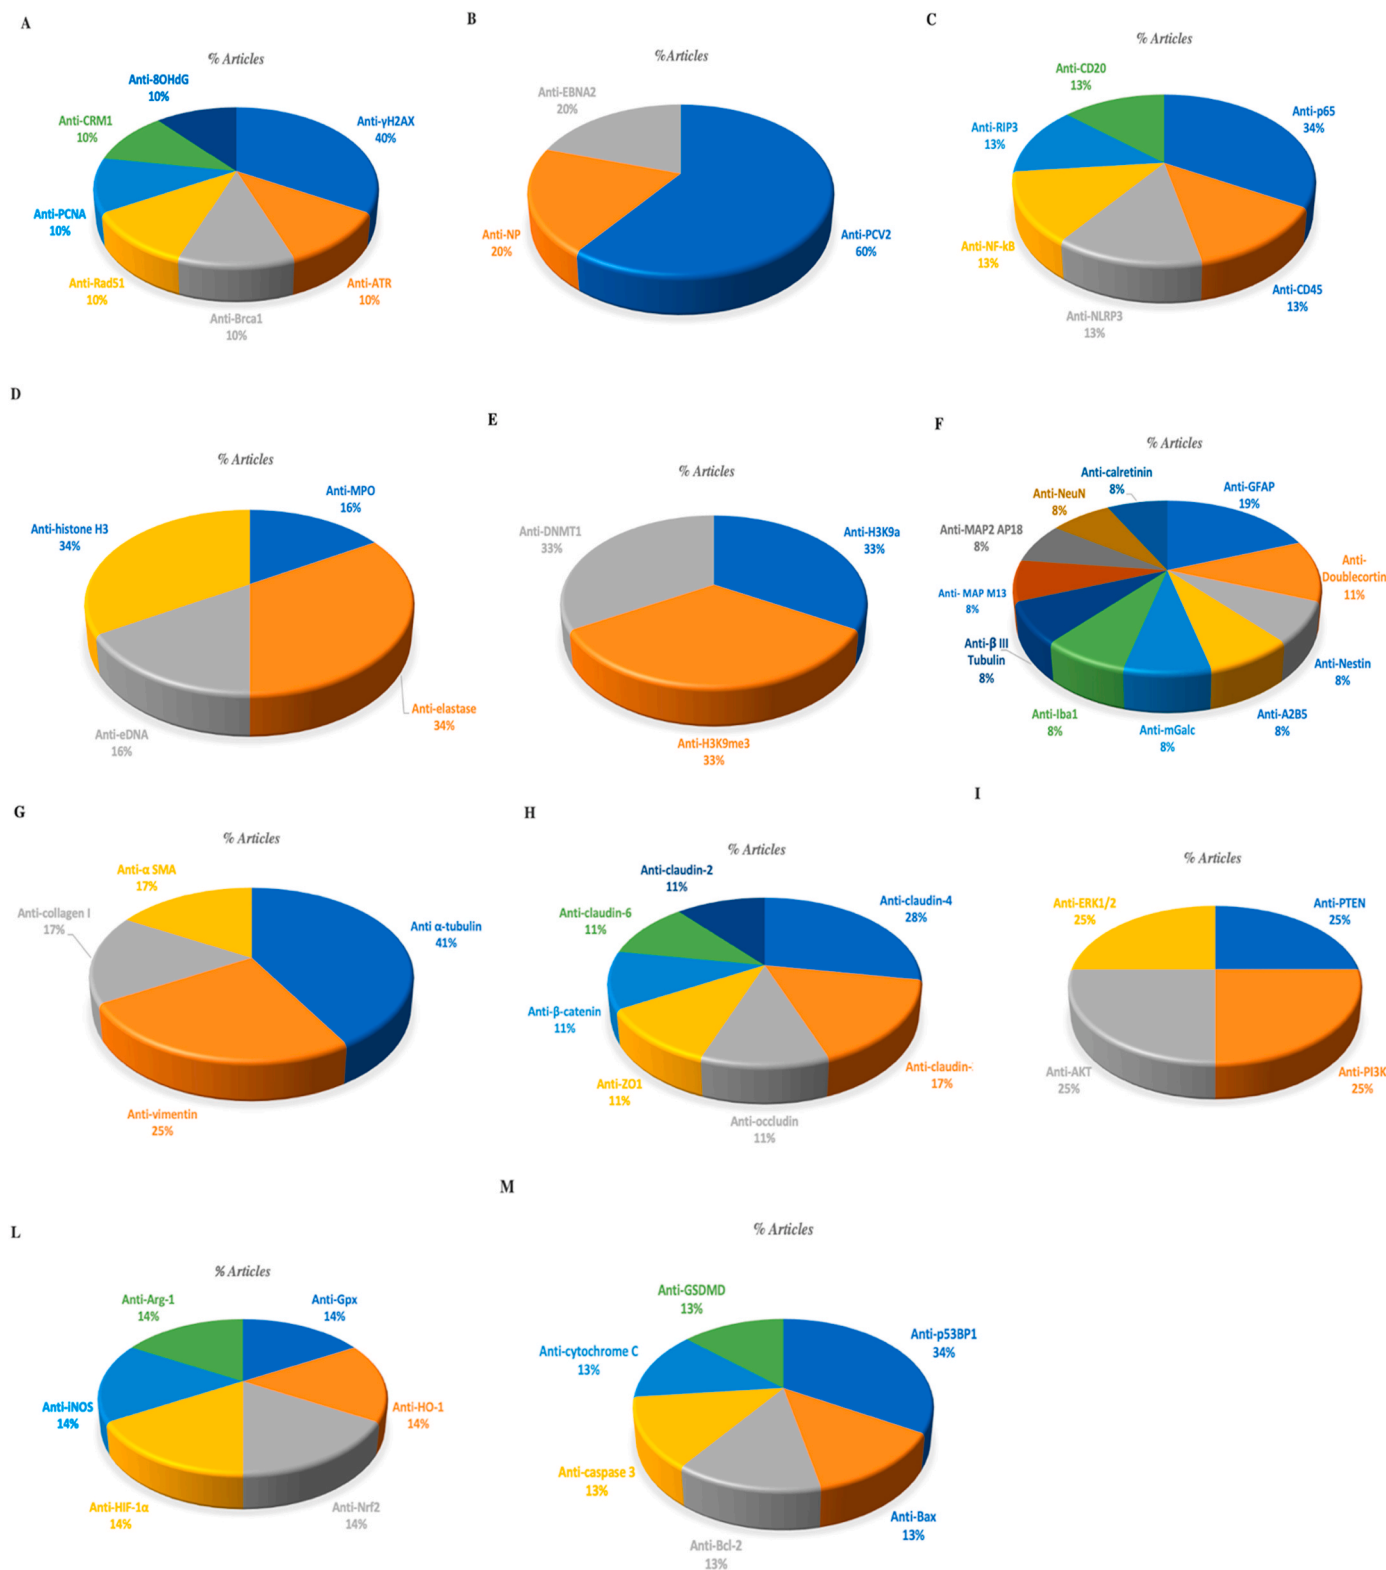 A
% Articles
Anti-8OHdG
10%
Anti-γH2AX
40%
Anti-CRM1
10%
Anti-PCNA
10%
Anti-Rad51
10%
Anti-Brca1
10%
Anti-ATR
10%
B
%Articles
Anti-EBNA2
20%
Anti-NP
20%
Anti-PCV2
60%
C
% Articles
Anti-CD20
13%
Anti-p65
34%
Anti-RIP3
13%
Anti-NF-kB
13%
Anti-NLRP3
13%
Anti-CD45
13%
D
% Articles
Anti-MPO
16%
Anti-histone H3
34%
Anti-eDNA
16%
Anti-elastase
34%
E
% Articles
Anti-DNMT1
33%
Anti-H3K9a
33%
Anti-H3K9me3
33%
F
% Articles
Anti-calretinin
8%
Anti-GFAP
19%
Anti-NeuN
8%
Anti-MAP2 AP18
8%
Anti-
Doublecortin
11%
Anti- MAP M13
8%
Anti-β III
Tubulin
8%
Anti-Nestin
8%
Anti-Iba1
8%
Anti-mGalc
8%
Anti-A2B5
8%
G
% Articles
Anti-α SMA
17%
Anti-collagen I
17%
Anti α-tubulin
41%
Anti-vimentin
25%
H
% Articles
Anti-claudin-2
11%
Anti-claudin-4
28%
Anti-claudin-6
11%
Anti-β-catenin
11%
Anti-ZO1
11%
Anti-occludin
11%
Anti-claudin-
17%
I
% Articles
Anti-ERK1/2
25%
Anti-PTEN
25%
Anti-AKT
25%
Anti-PI3K
25%
L
% Articles
Anti-Arg-1
14%
Anti-Gpx
14%
Anti-iNOS
14%
Anti-HO-1
14%
Anti-HIF-1α
14%
Anti-Nrf2
14%
M
% Articles
Anti-GSDMD
13%
Anti-p53BP1
34%
Anti-cytochrome C
13%
Anti-caspase 3
13%
Anti-Bcl-2
13%
Anti-Bax
13%